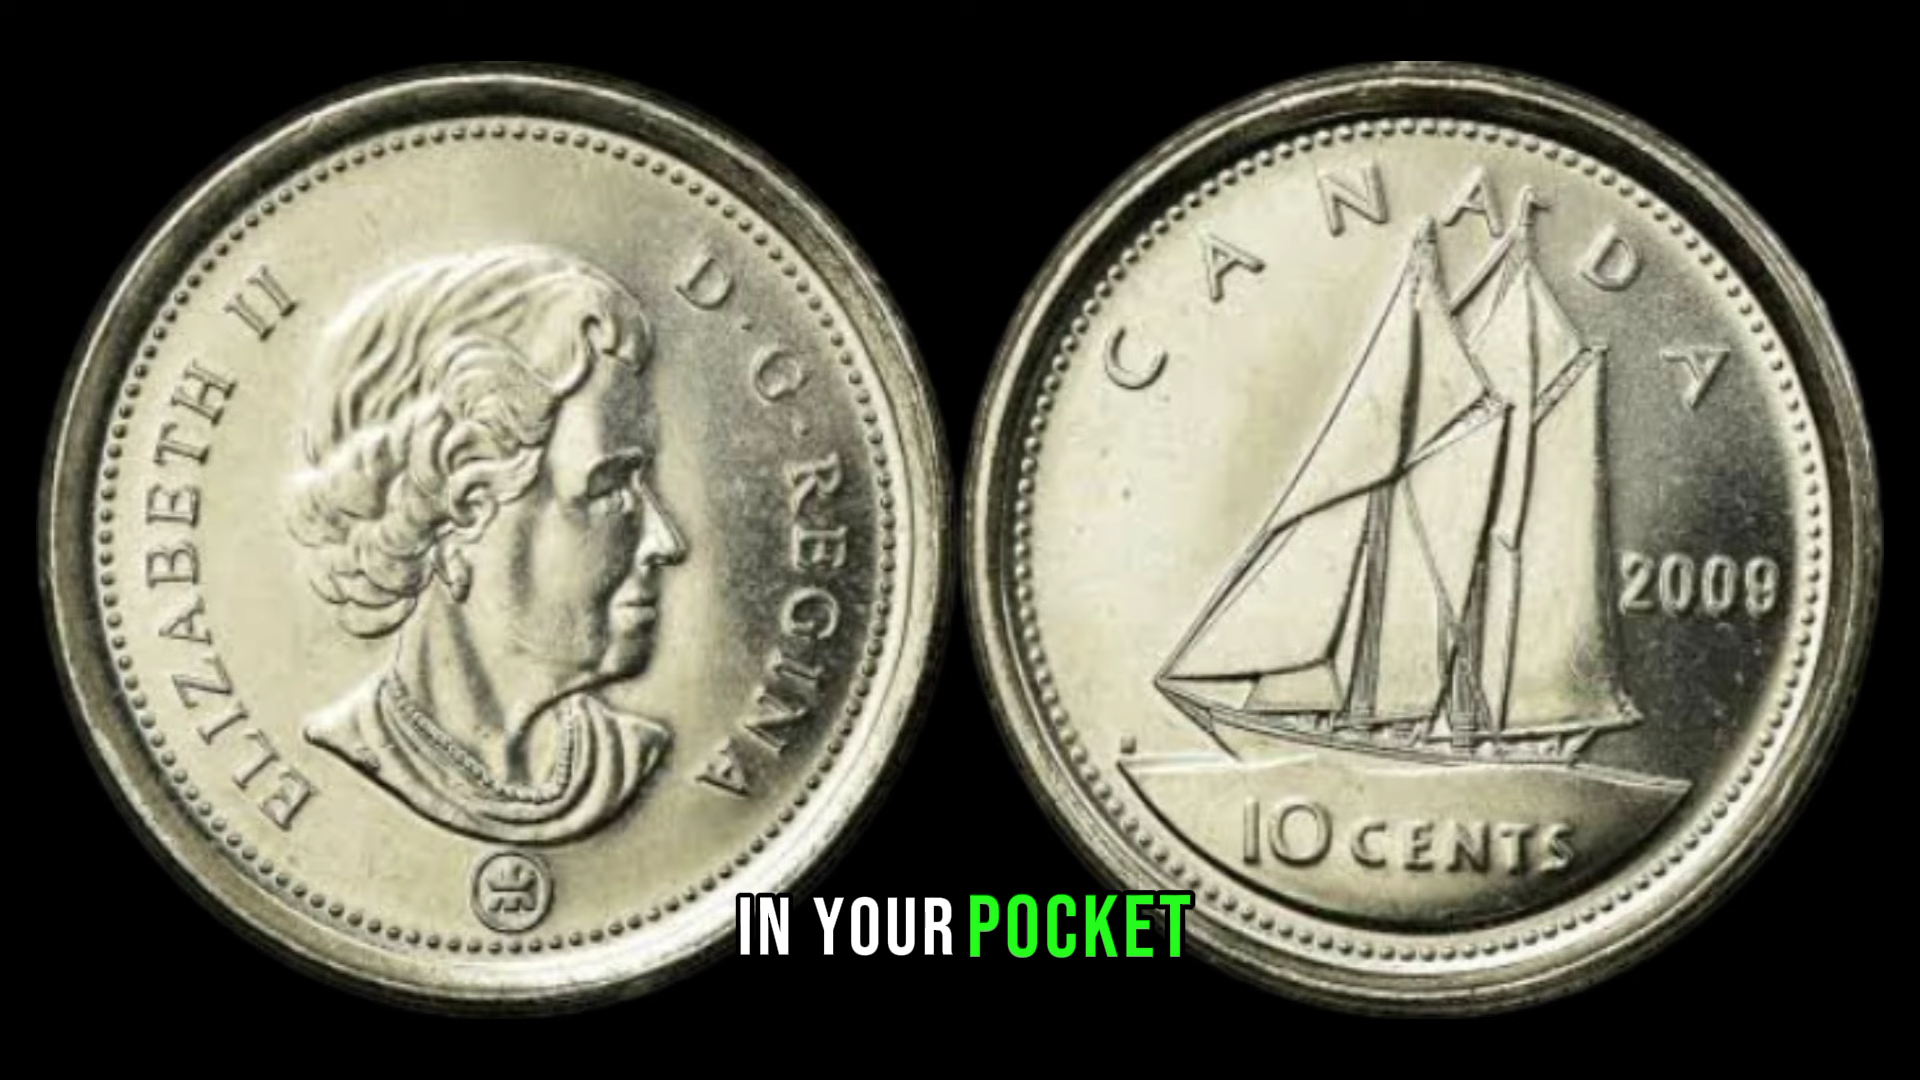 ELIZABETH II
D·G·REGINA
CANADA
2009
10 CENTS
IN YOUR POCKET